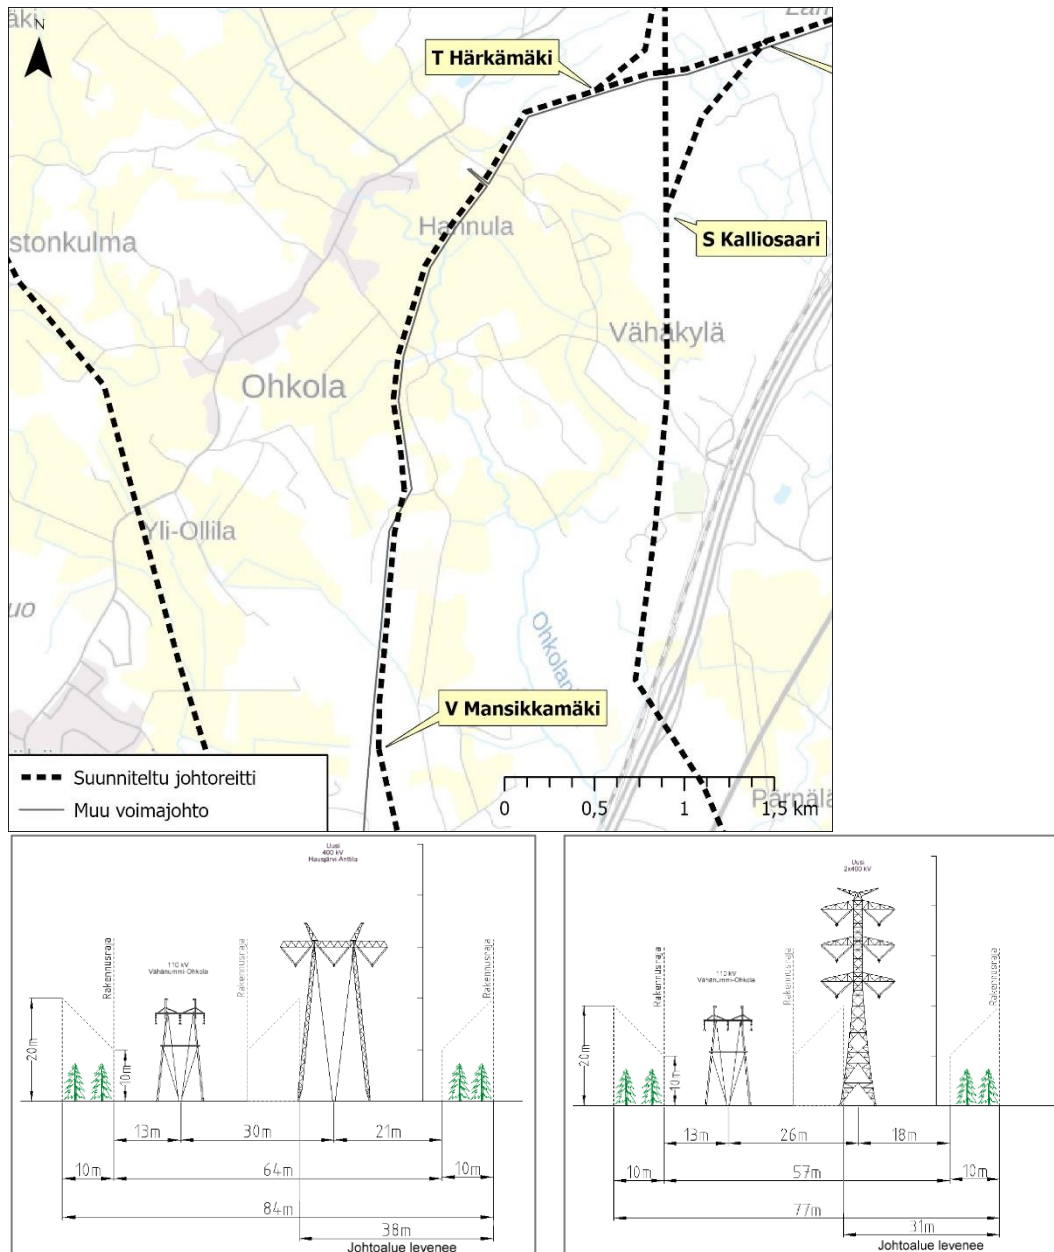 äki
N
T Härkämäki
S Kalliosaari
stonkulma
Hannula
Vähäkylä
Ohkola
Yli-Ollila
uo
V Mansikkamäki
Suunniteltu johtoreitti
Muu voimajohto
0
0,5
1
1,5 km
Pärnälä
Uusi
400 kV
Hausjärvi-Anttila
110 kV
Vähänummi-Ohkola
Rakennusraja
Rakennusraja
Rakennusraja
20m
10m
13m
30m
21m
10m
64m
10m
84m
38m
Johtoalue levenee
Uusi
2x400 kV
110 kV
Vähänummi-Ohkola
Rakennusraja
Rakennusraja
Rakennusraja
20m
10m
13m
26m
18m
10m
57m
10m
77m
31m
Johtoalue levenee